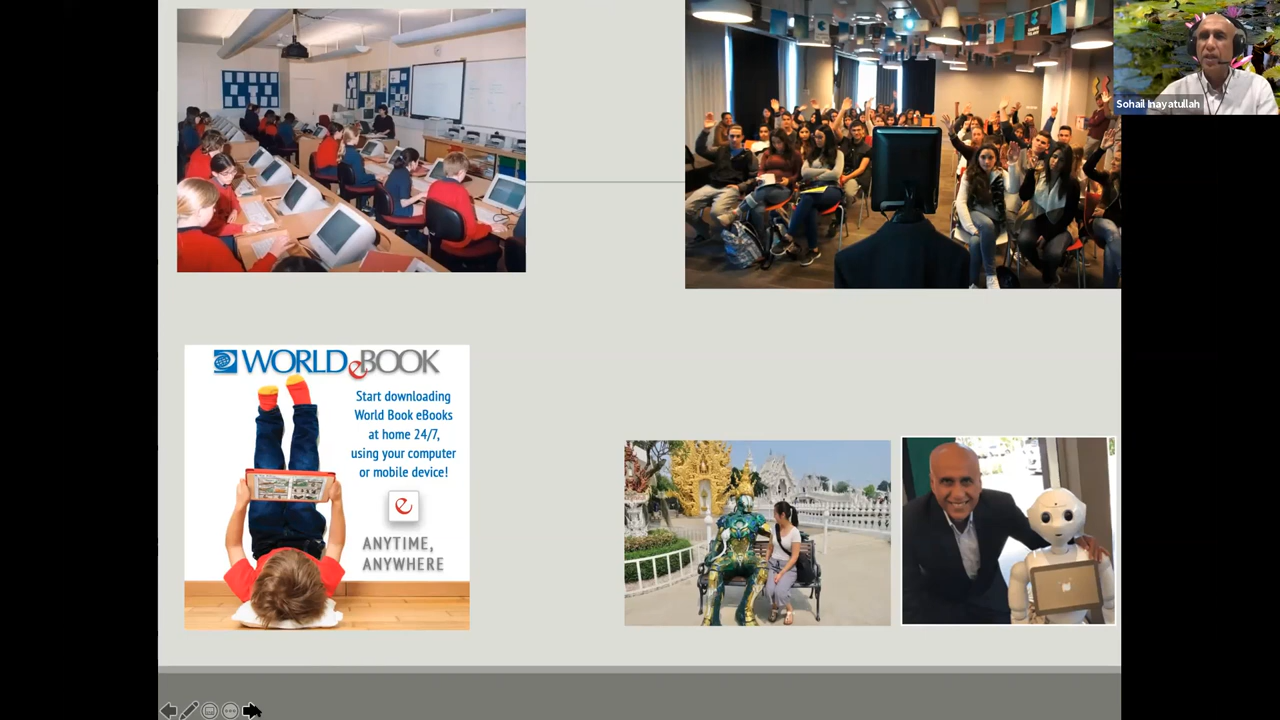 Sohail Inayatullah
WORLD eBOOK
Start downloading
World Book eBooks
at home 24/7,
using your computer
or mobile device!
e
ANYTIME,
ANYWHERE